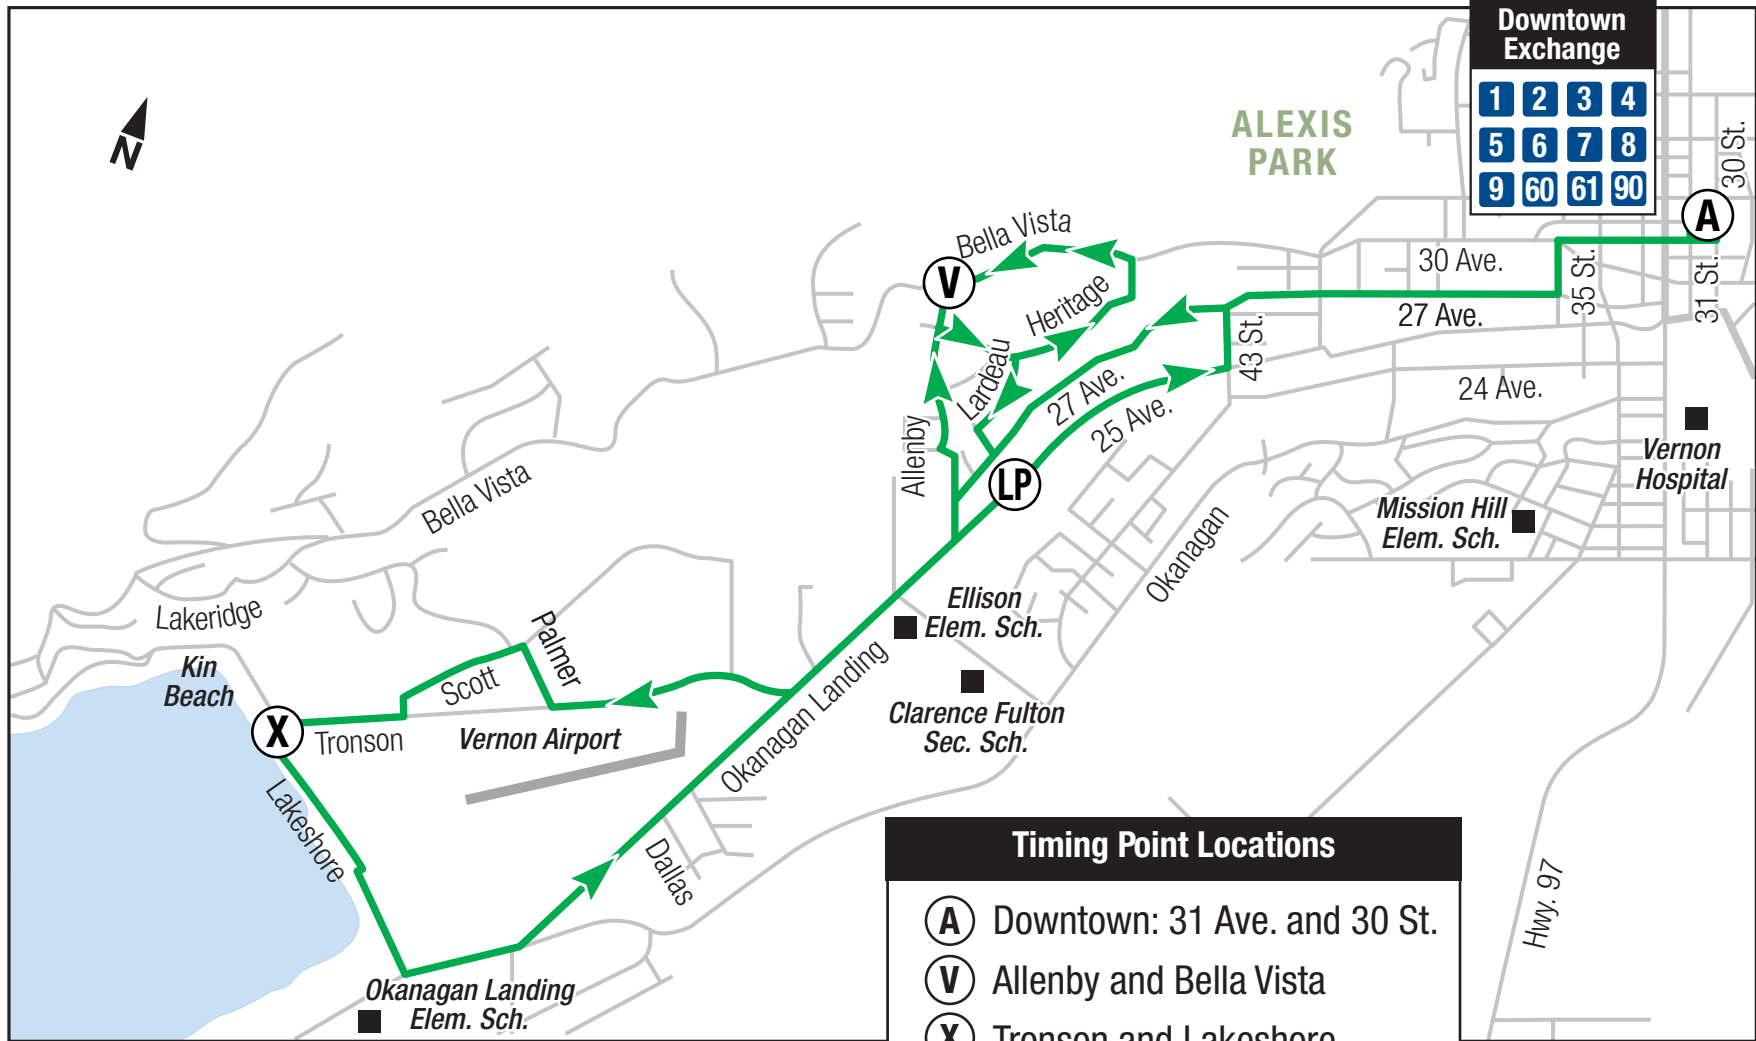 Downtown
Exchange
1 2 3 4
5 6 7 8
9 60 61 90
ALEXIS
PARK
N
A
30 St.
Bella Vista
V
30 Ave.
35 St.
31 St.
Heritage
27 Ave.
43 St.
Lardeau
27 Ave.
24 Ave.
25 Ave.
Allenby
Vernon
Hospital
LP
Bella Vista
Mission Hill
Elem. Sch.
Okanagan
Lakeridge
Ellison
Elem. Sch.
Palmer
Kin
Beach
Scott
Okanagan Landing
Clarence Fulton
Sec. Sch.
X
Tronson
Vernon Airport
Lakeshore
Dallas
Hwy. 97
Okanagan Landing
Elem. Sch.
Timing Point Locations
A Downtown: 31 Ave. and 30 St.
V Allenby and Bella Vista
X Tronson and Lakeshore